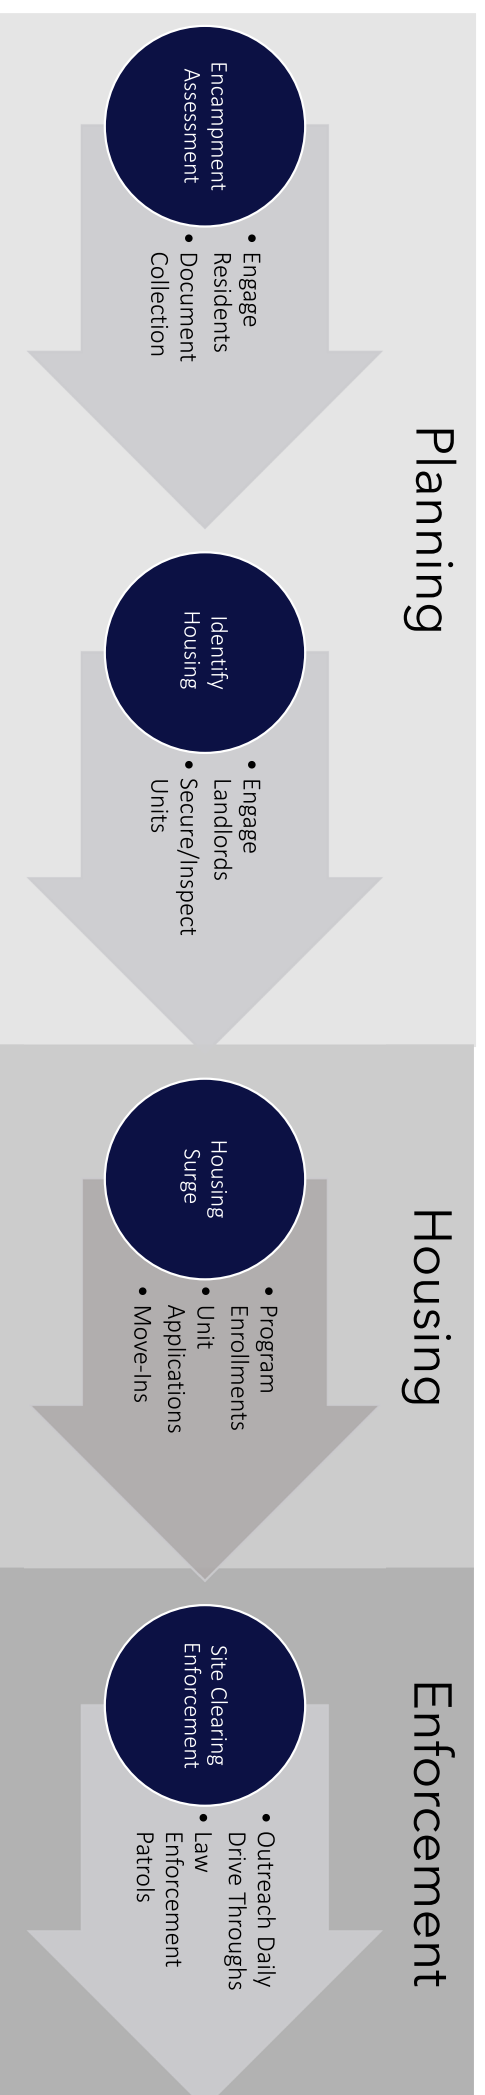 Planning
Encampment
Assessment
• Engage
Residents
• Document
Collection
Identify
Housing
• Engage
Landlords
• Secure/Inspect
Units
Housing
Housing
Surge
• Program
Enrollments
• Unit
Applications
• Move-Ins
Enforcement
Site Clearing
Enforcement
• Outreach Daily
Drive Throughs
• Law
Enforcement
Patrols